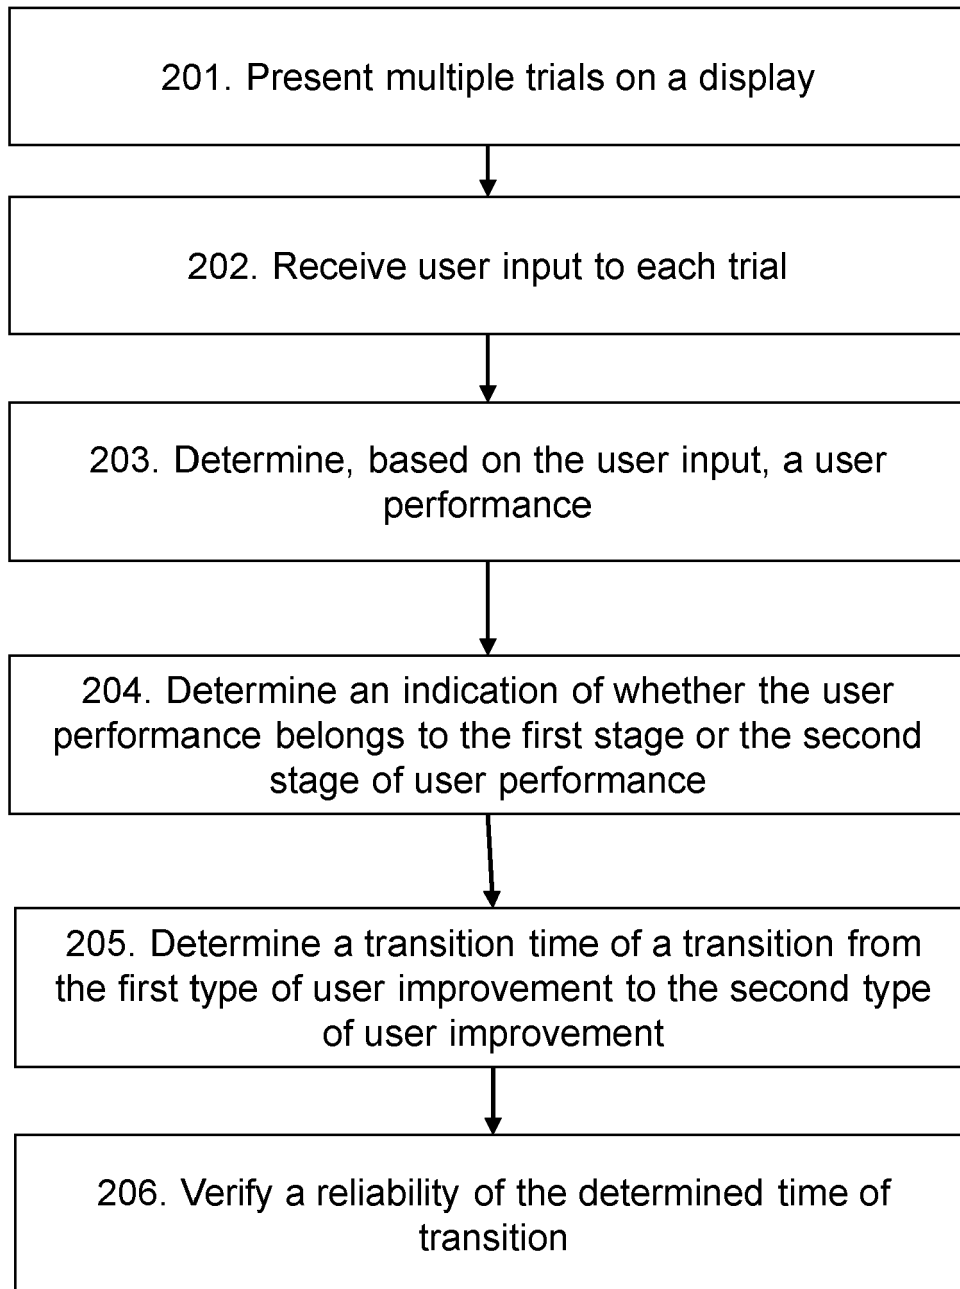 201. Present multiple trials on a display
202. Receive user input to each trial
203. Determine, based on the user input, a user
performance
204. Determine an indication of whether the user
performance belongs to the first stage or the second
stage of user performance
205. Determine a transition time of a transition from
the first type of user improvement to the second type
of user improvement
206. Verify a reliability of the determined time of
transition